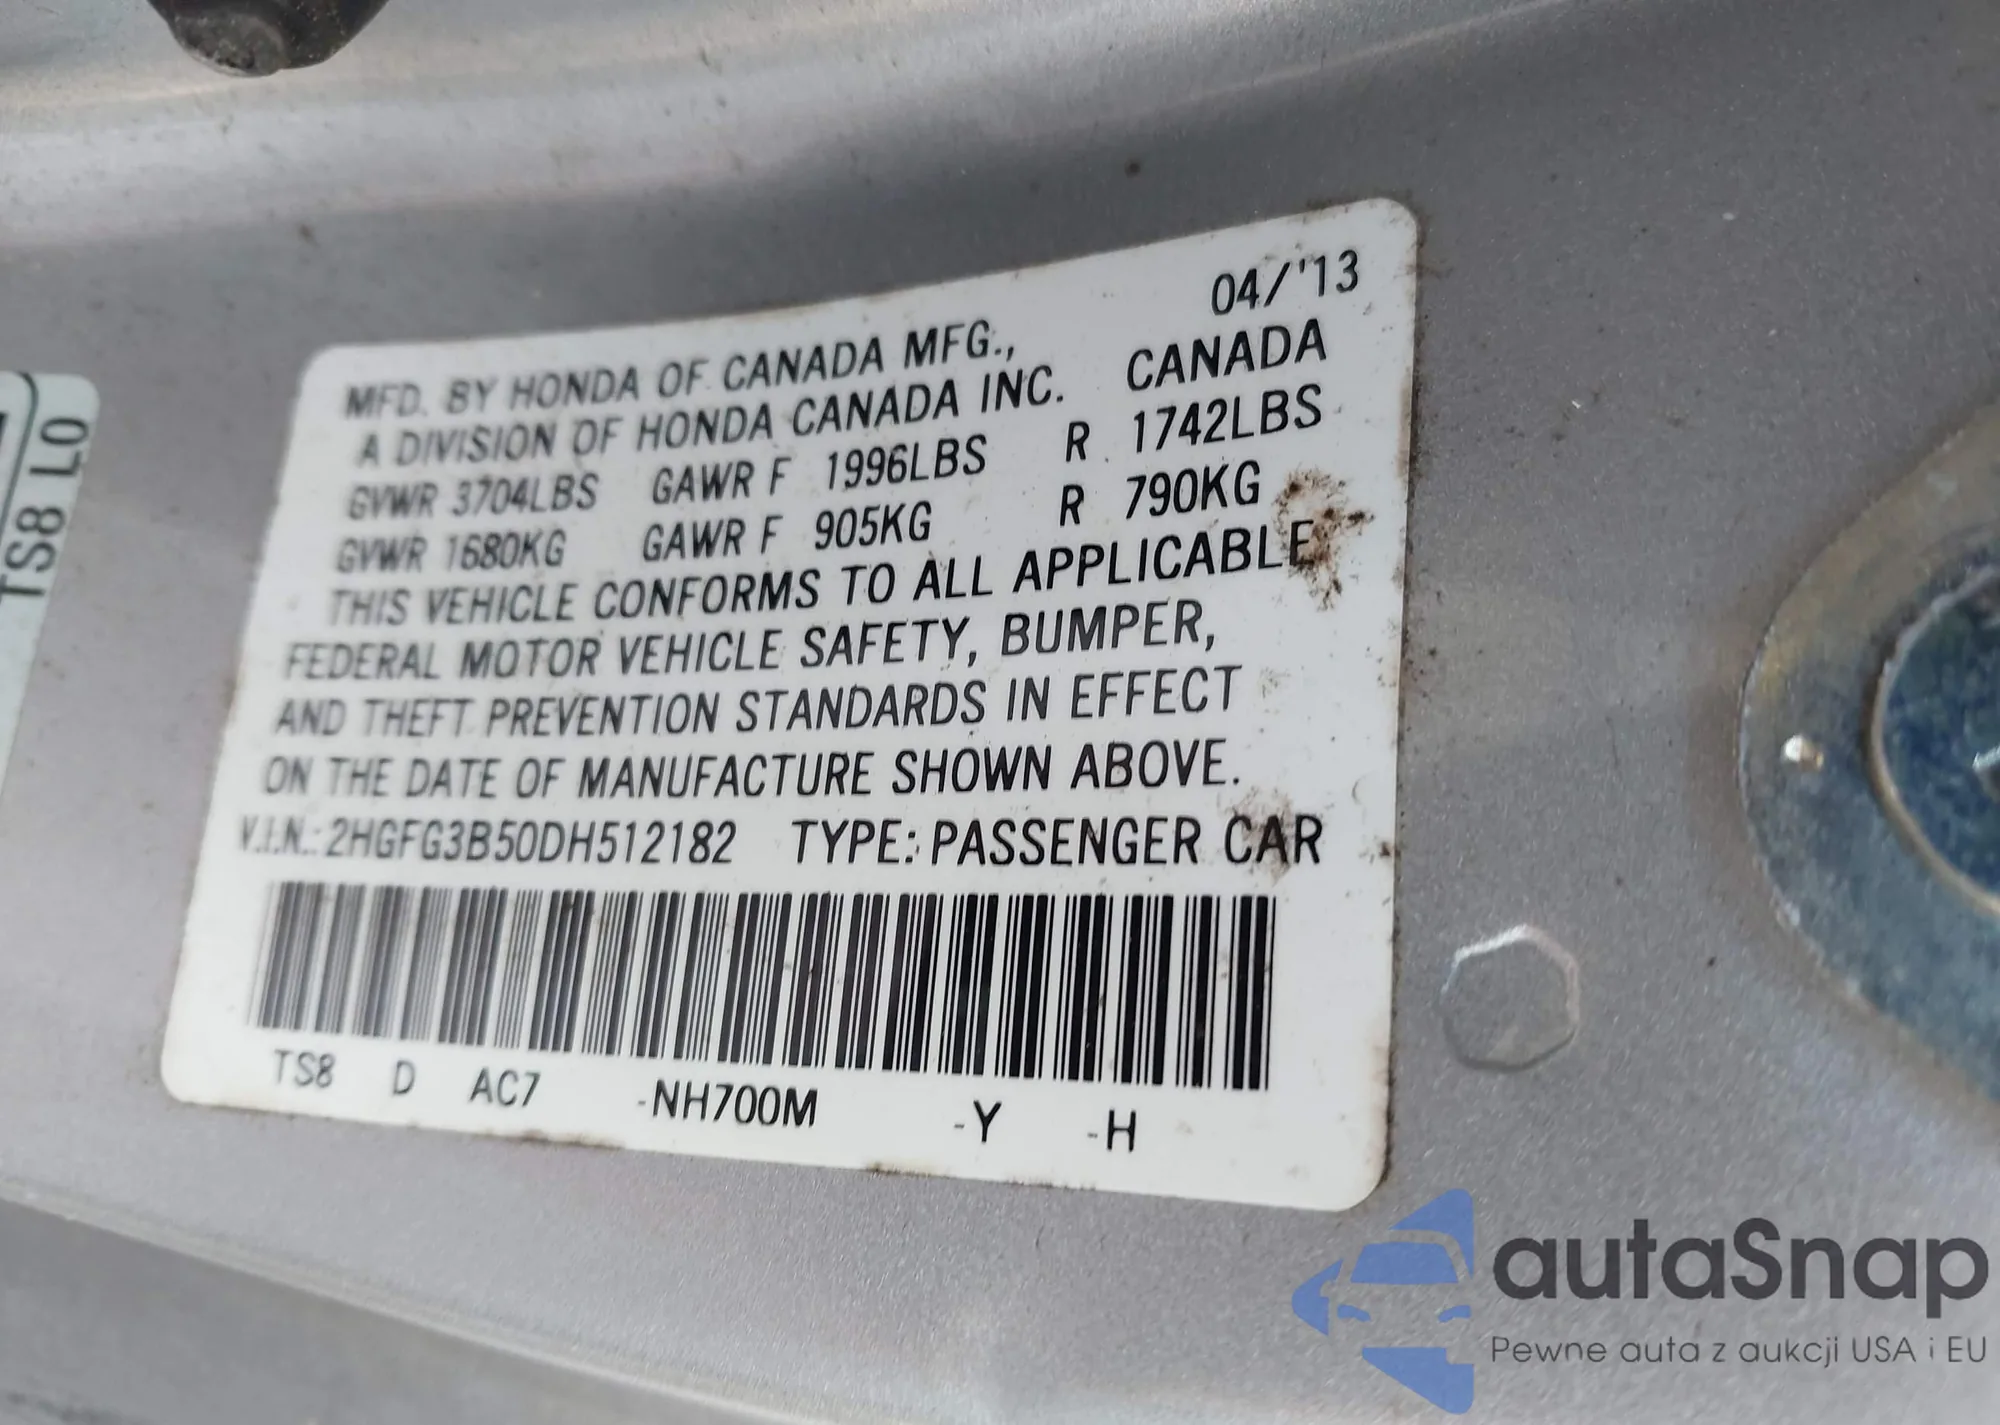 TS8 L0
04/'13
MFD. BY HONDA OF CANADA MFG.,
A DIVISION OF HONDA CANADA INC. CANADA
GVWR 3704LBS GAWR F 1996LBS R 1742LBS
GVWR 1680KG GAWR F 905KG R 790KG
THIS VEHICLE CONFORMS TO ALL APPLICABLE
FEDERAL MOTOR VEHICLE SAFETY, BUMPER,
AND THEFT PREVENTION STANDARDS IN EFFECT
ON THE DATE OF MANUFACTURE SHOWN ABOVE.
V.I.N.: 2HGFG3B50DH512182 TYPE: PASSENGER CAR
TS8 D AC7 -NH700M -Y -H
autaSnap
Pewne auta z aukcji USA i EU